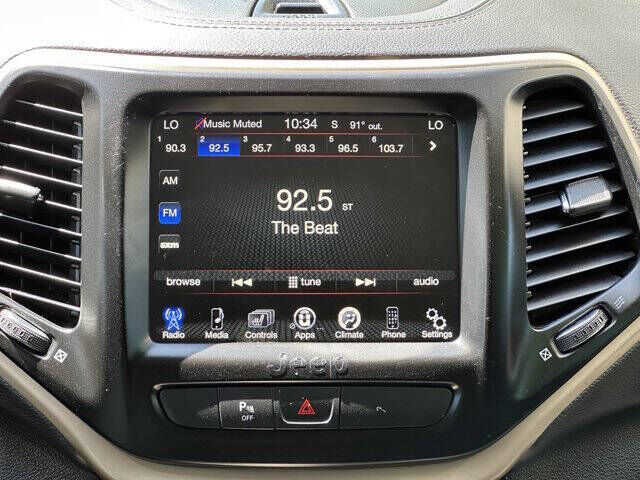 LO Music Muted 10:34 S 91° out. LO
1 90.3 2 92.5 3 95.7 4 93.3 5 96.5 6 103.7
AM
FM
sxm
92.5 ST
The Beat
browse tune audio
Radio Media Controls Apps Climate Phone Settings
Jeep
P
OFF